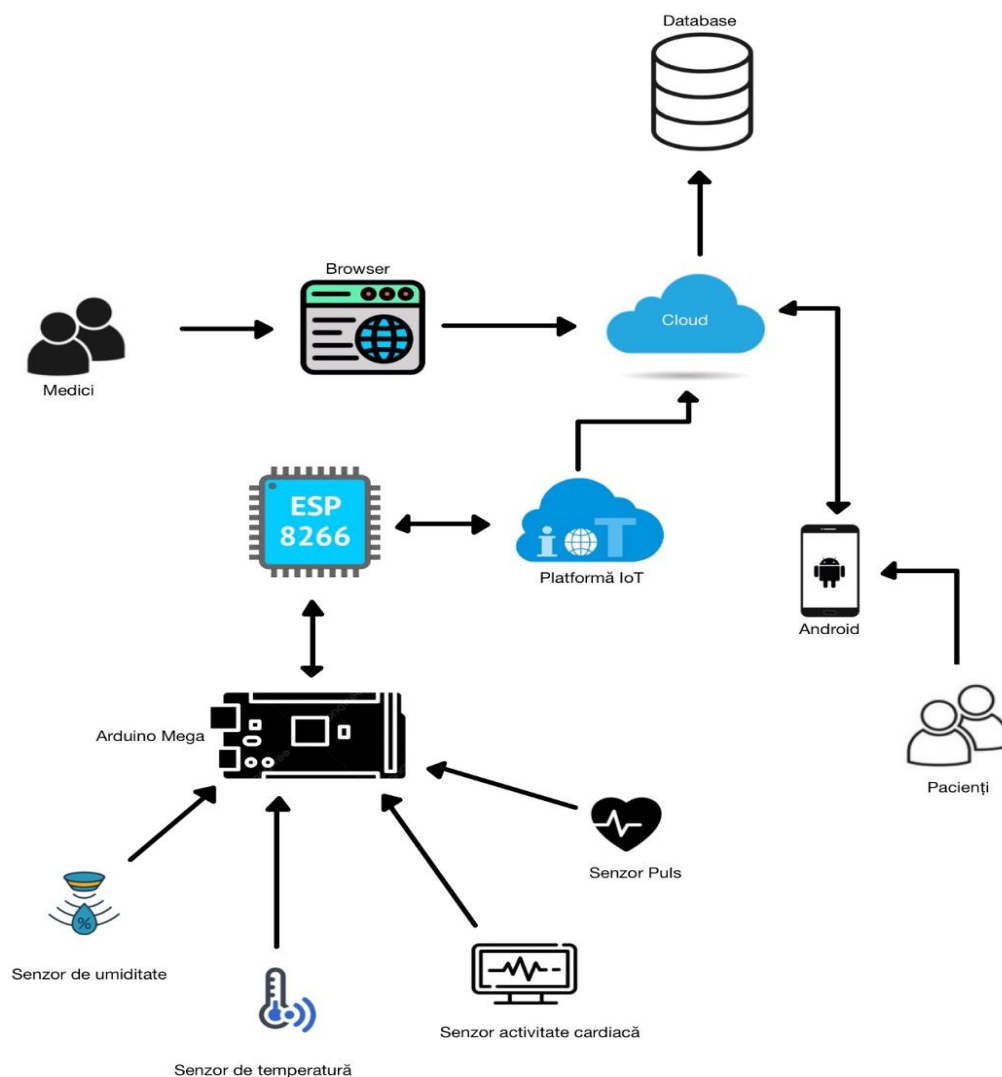 Database
Browser
Cloud
Medici
ESP
8266
iOT
Platformă IoT
Android
Arduino Mega
Pacienți
Senzor Puls
%
Senzor de umiditate
Senzor activitate cardiacă
Senzor de temperatură